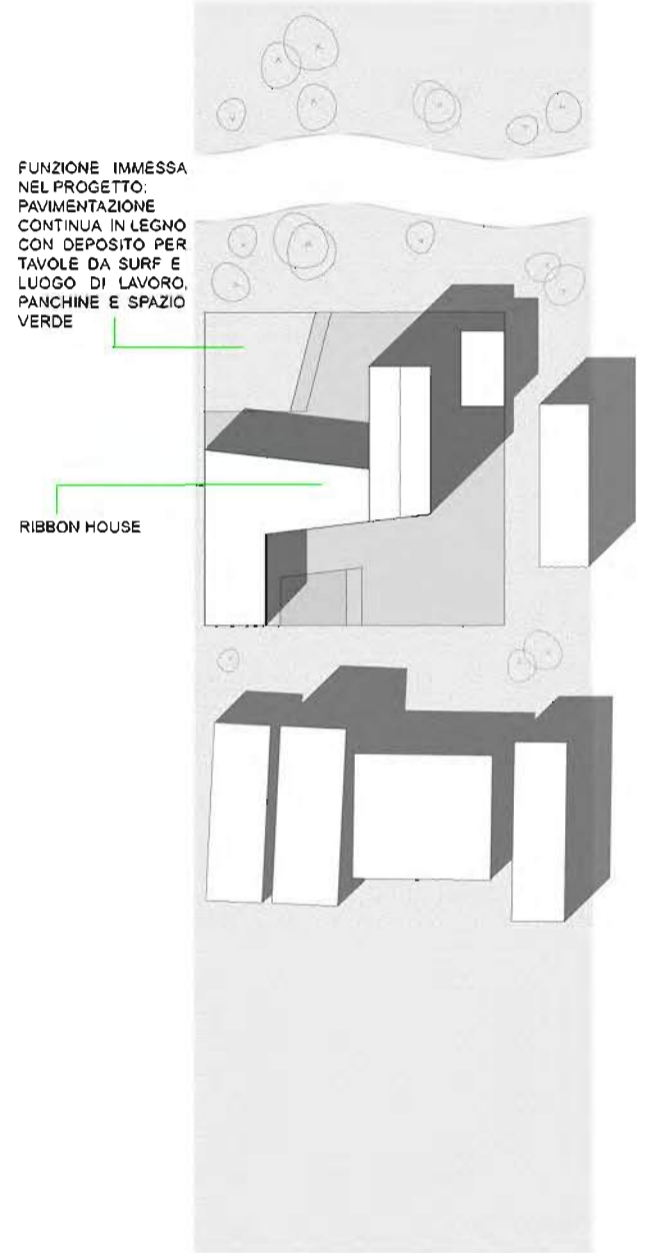 FUNZIONE IMMESSA
NEL PROGETTO:
PAVIMENTAZIONE
CONTINUA IN LEGNO
CON DEPOSITO PER
TAVOLE DA SURF E
LUOGO DI LAVORO,
PANCHINE E SPAZIO
VERDE
RIBBON HOUSE